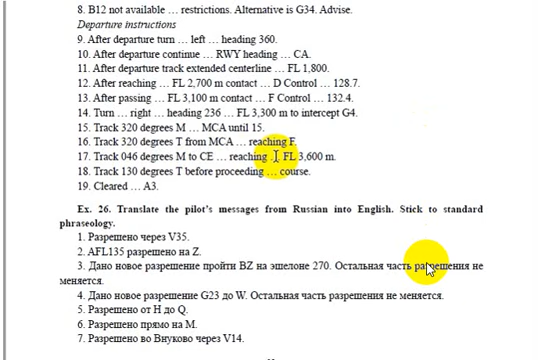 8. B12 not available … restrictions. Alternative is G34. Advise.
Departure instructions
9. After departure turn … left … heading 360.
10. After departure continue … RWY heading … CA.
11. After departure track extended centerline … FL 1,800.
12. After reaching … FL 2,700 m contact … D Control … 128.7.
13. After passing … FL 3,100 m contact … F Control … 132.4.
14. Turn … right … heading 236 … FL 3,300 m to intercept G4.
15. Track 320 degrees M … MCA until 15.
16. Track 320 degrees T from MCA … reaching F.
17. Track 046 degrees M to CE … reaching … FL 3,600 m.
18. Track 130 degrees T before proceeding … course.
19. Cleared … A3.
Ex. 26. Translate the pilot's messages from Russian into English. Stick to standard
phraseology.
1. Разрешено через V35.
2. AFL135 разрешено на Z.
3. Дано новое разрешение пройти BZ на эшелоне 270. Остальная часть разрешения не
меняется.
4. Дано новое разрешение G23 до W. Остальная часть разрешения не меняется.
5. Разрешено от H до Q.
6. Разрешено прямо на M.
7. Разрешено во Внуково через V14.